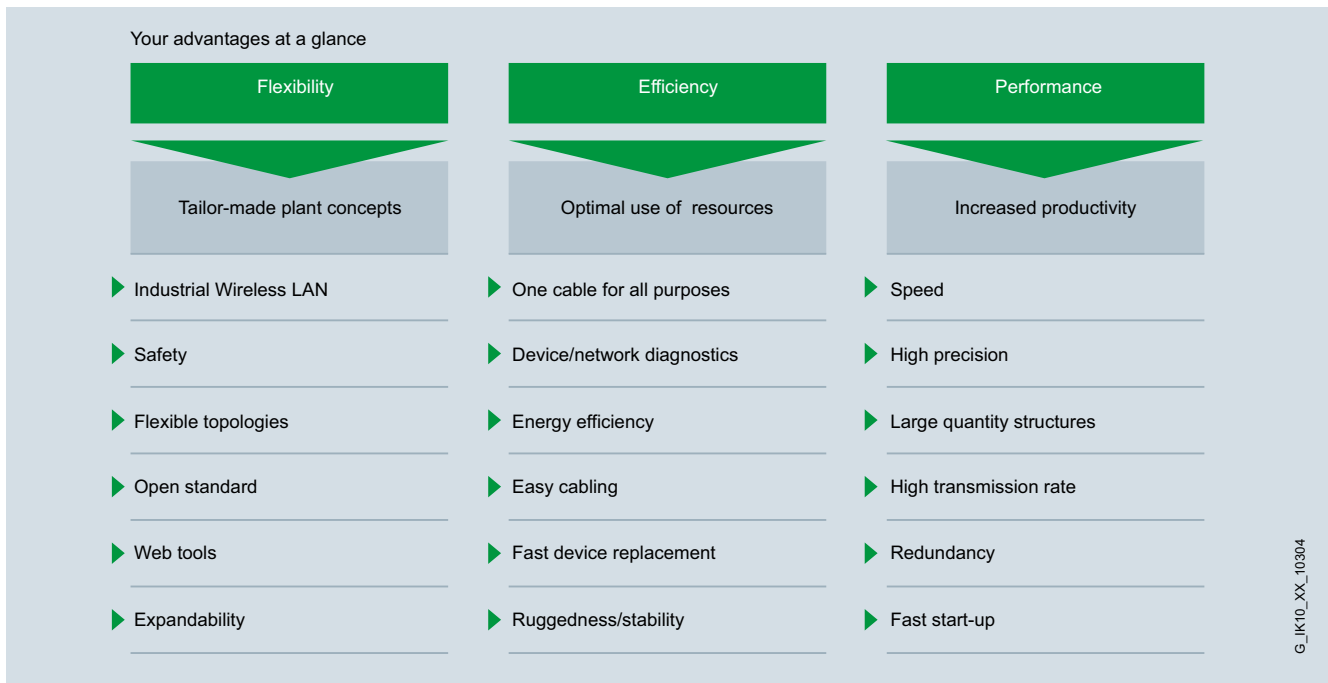 Your advantages at a glance
Flexibility
Efficiency
Performance
Tailor-made plant concepts
Optimal use of resources
Increased productivity
Industrial Wireless LAN
One cable for all purposes
Speed
Safety
Device/network diagnostics
High precision
Flexible topologies
Energy efficiency
Large quantity structures
Open standard
Easy cabling
High transmission rate
Web tools
Fast device replacement
Redundancy
Expandability
Ruggedness/stability
Fast start-up
G_IK10_XX_10304